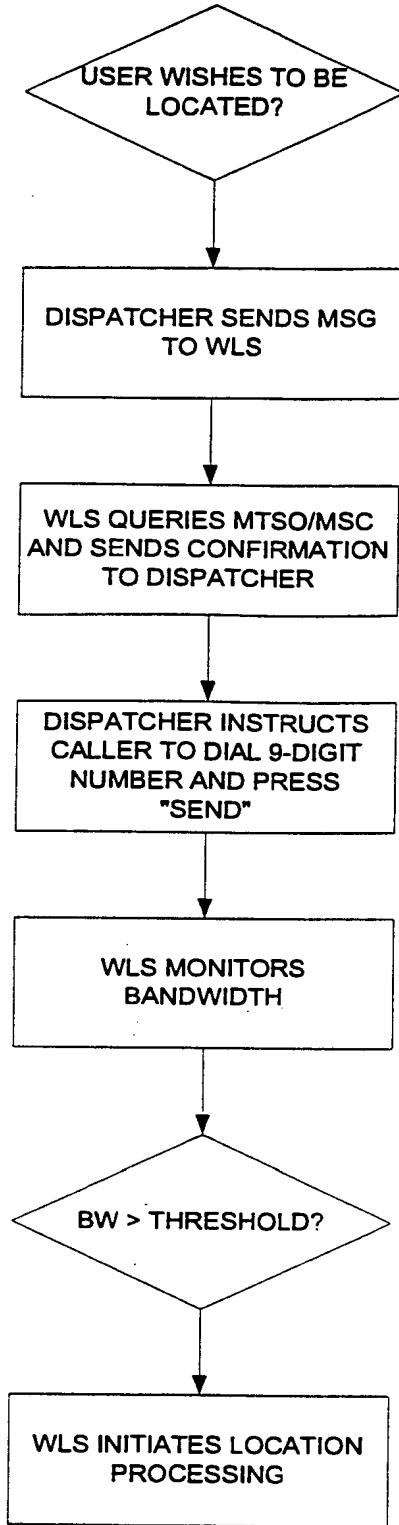 USER WISHES TO BE
LOCATED?
DISPATCHER SENDS MSG
TO WLS
WLS QUERIES MTSO/MSC
AND SENDS CONFIRMATION
TO DISPATCHER
DISPATCHER INSTRUCTS
CALLER TO DIAL 9-DIGIT
NUMBER AND PRESS
"SEND"
WLS MONITORS
BANDWIDTH
BW > THRESHOLD?
WLS INITIATES LOCATION
PROCESSING